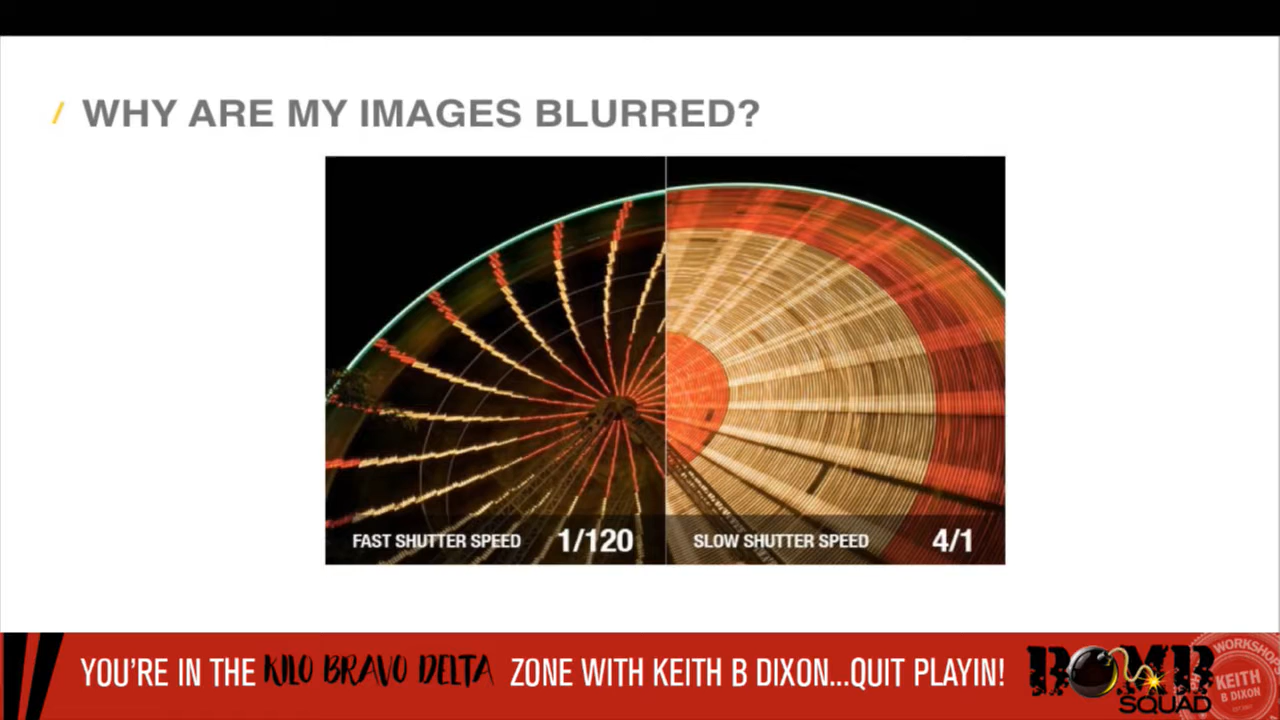 / WHY ARE MY IMAGES BLURRED?
FAST SHUTTER SPEED 1/120
SLOW SHUTTER SPEED 4/1
YOU'RE IN THE KILO BRAVO DELTA ZONE WITH KEITH B DIXON...QUIT PLAYIN!
BOMB
SQUAD
WORKSHOP
KEITH
B DIXON